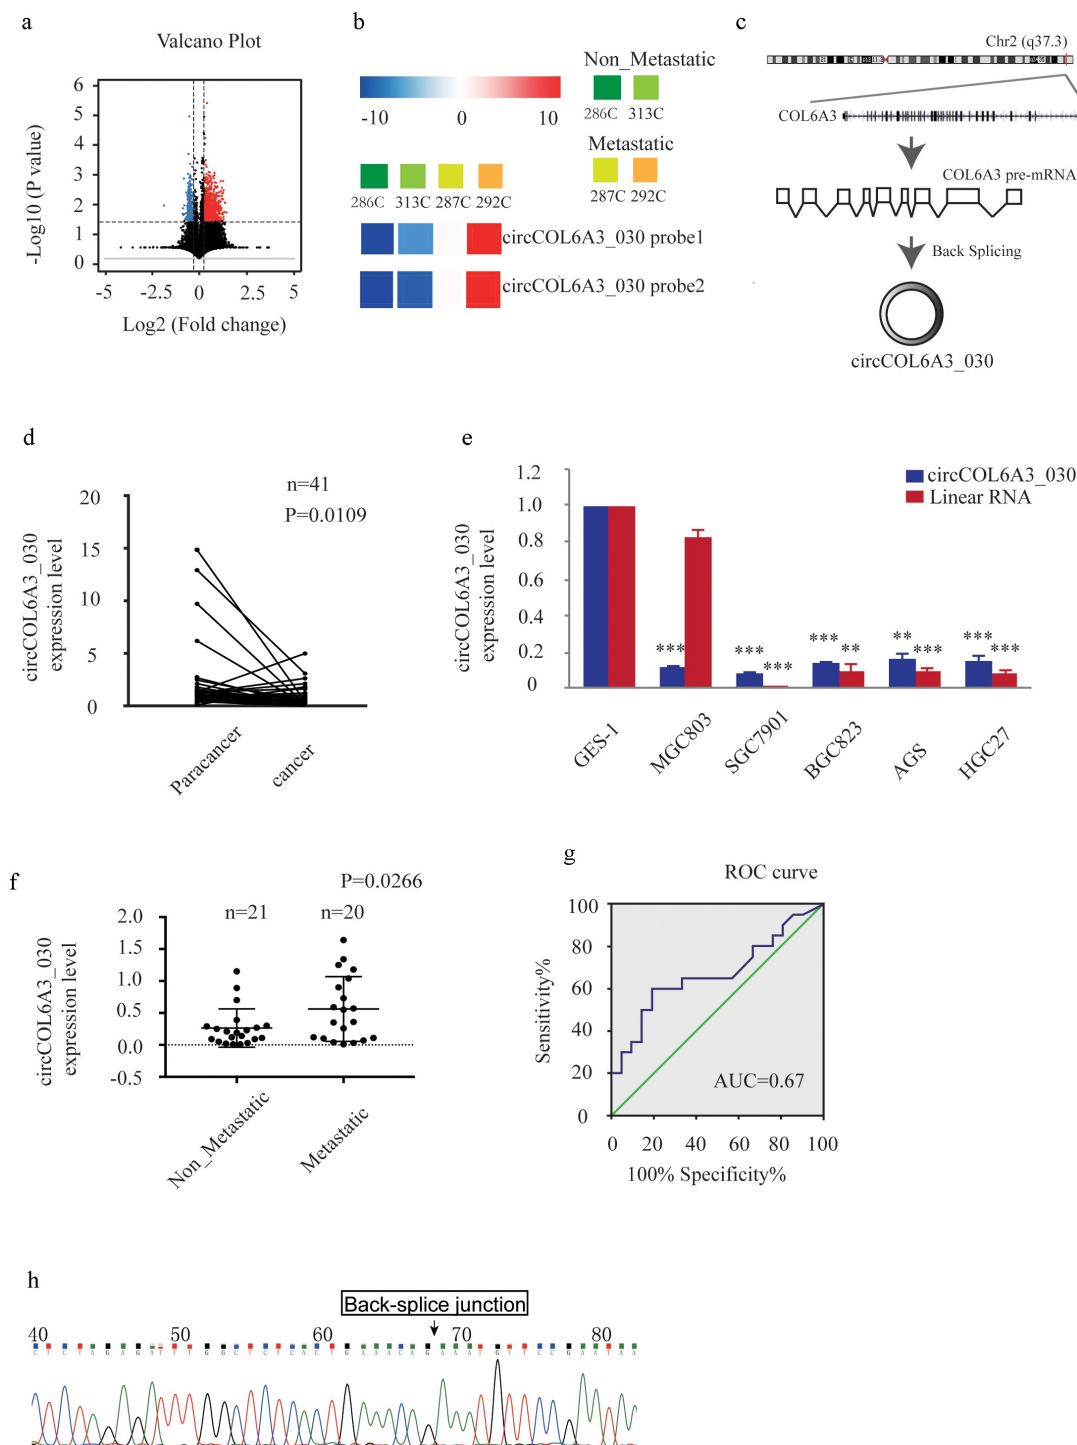 a
Valcano Plot
6
5
4
3
2
1
0
-Log10 (P value)
-5 -2.5 0 2.5 5
Log2 (Fold change)
b
-10 0 10
Non_Metastatic
286C 313C
Metastatic
287C 292C
286C 313C 287C 292C
circCOL6A3_030 probe1
circCOL6A3_030 probe2
c
Chr2 (q37.3)
COL6A3
COL6A3 pre-mRNA
Back Splicing
circCOL6A3_030
d
n=41
P=0.0109
20
15
10
5
0
circCOL6A3_030
expression level
Paracancer
cancer
e
circCOL6A3_030
Linear RNA
1.2
1.0
0.8
0.6
0.4
0.2
0
circCOL6A3_030
expression level
*** *** *** *** ** ** *** *** ***
GES-1
MGC803
SGC7901
BGC823
AGS
HGC27
f
P=0.0266
n=21 n=20
2.0
1.5
1.0
0.5
0.0
-0.5
circCOL6A3_030
expression level
Non_Metastatic
Metastatic
g
ROC curve
100
80
60
40
20
0
Sensitivity%
AUC=0.67
0 20 40 60 80 100
100% Specificity%
h
Back-splice junction
40 50 60 70 80
C T C T A G A G A T T T G G C T C T C A C T G A A A C A G A A A T G T T C C G A A T A A